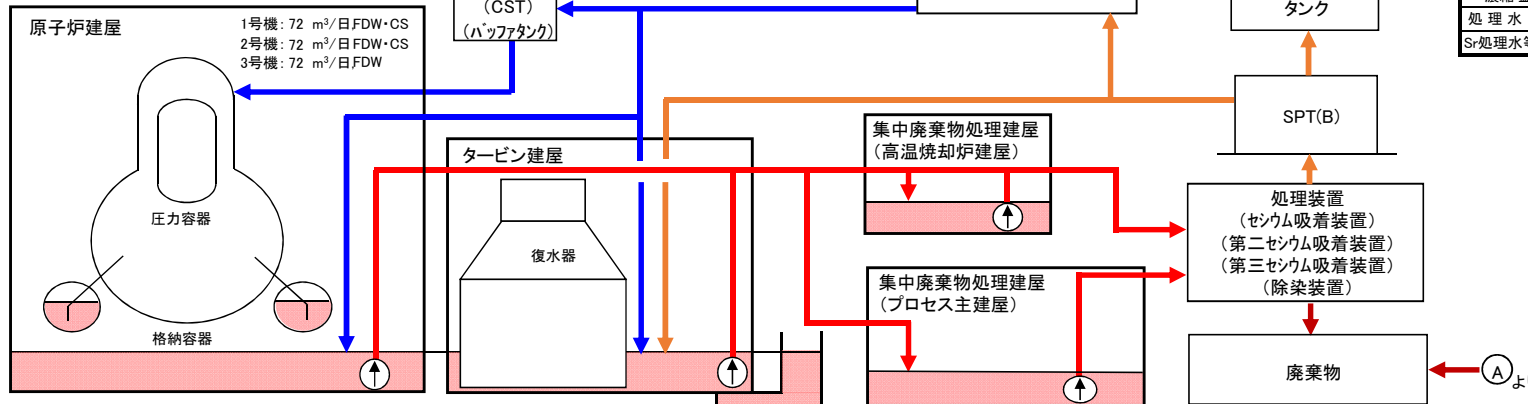 原子炉建屋
1号機: 72 m³/日,FDW・CS
2号機: 72 m³/日FDW・CS
3号機: 72 m³/日,FDW
圧力容器
格納容器
(CST)
(バッファタンク)
タービン建屋
復水器
集中廃棄物処理建屋
(高温焼却炉建屋)
集中廃棄物処理建屋
(プロセス主建屋)
タンク
SPT(B)
処理装置
(セシウム吸着装置)
(第二セシウム吸着装置)
(第三セシウム吸着装置)
(除染装置)
廃棄物
A
処理水
Sr処理水等